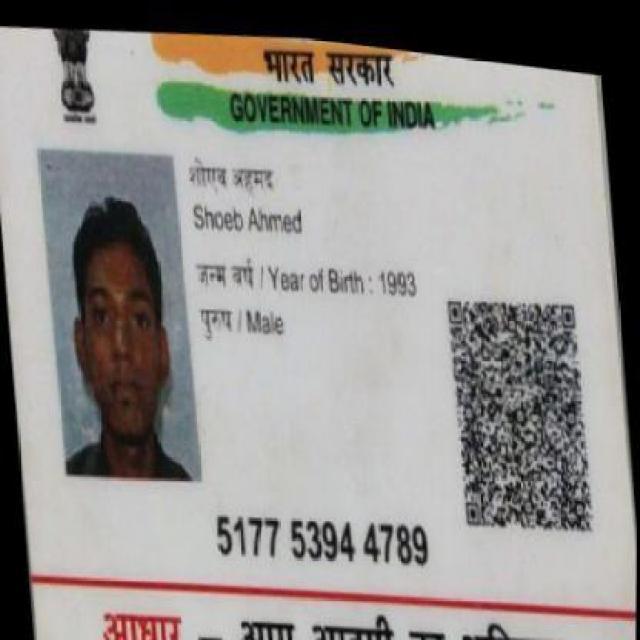 भारत सरकार
GOVERNMENT OF INDIA
शोएब अहमद
Shoeb Ahmed
जन्म वर्ष / Year of Birth : 1993
पुरुष / Male
5177 5394 4789
आधार –